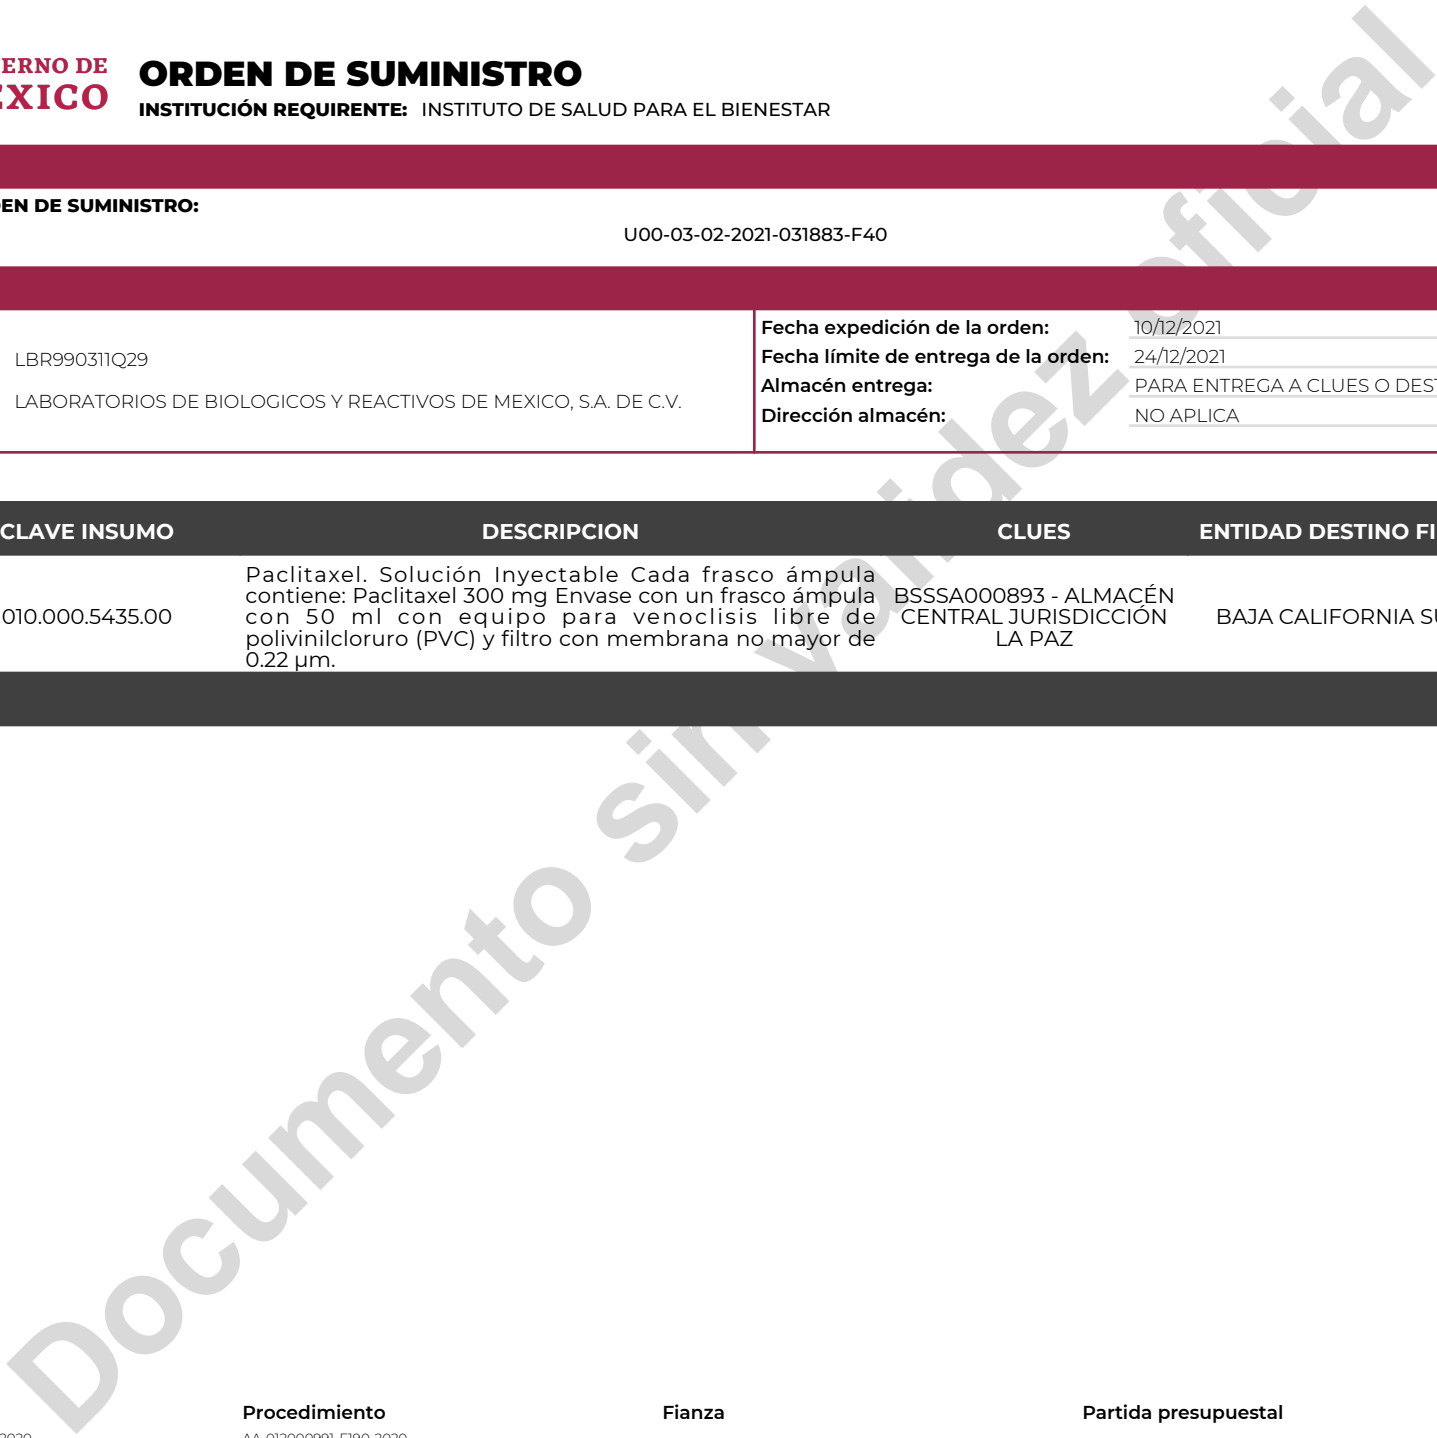 ERNO DE
EXICO
ORDEN DE SUMINISTRO
INSTITUCIÓN REQUIRENTE: INSTITUTO DE SALUD PARA EL BIENESTAR
EN DE SUMINISTRO:
U00-03-02-2021-031883-F40
LBR990311Q29
LABORATORIOS DE BIOLOGICOS Y REACTIVOS DE MEXICO, S.A. DE C.V.
Fecha expedición de la orden: 10/12/2021
Fecha límite de entrega de la orden: 24/12/2021
Almacén entrega: PARA ENTREGA A CLUES O DEST
Dirección almacén: NO APLICA
CLAVE INSUMO DESCRIPCION CLUES ENTIDAD DESTINO FI
010.000.5435.00
Paclitaxel. Solución Inyectable Cada frasco ámpula
contiene: Paclitaxel 300 mg Envase con un frasco ámpula
con 50 ml con equipo para venoclisis libre de
polivinilcloruro (PVC) y filtro con membrana no mayor de
0.22 µm.
BSSSA000893 - ALMACÉN
CENTRAL JURISDICCIÓN
LA PAZ
BAJA CALIFORNIA SU
Documento sin validez oficial
Procedimiento Fianza Partida presupuestal